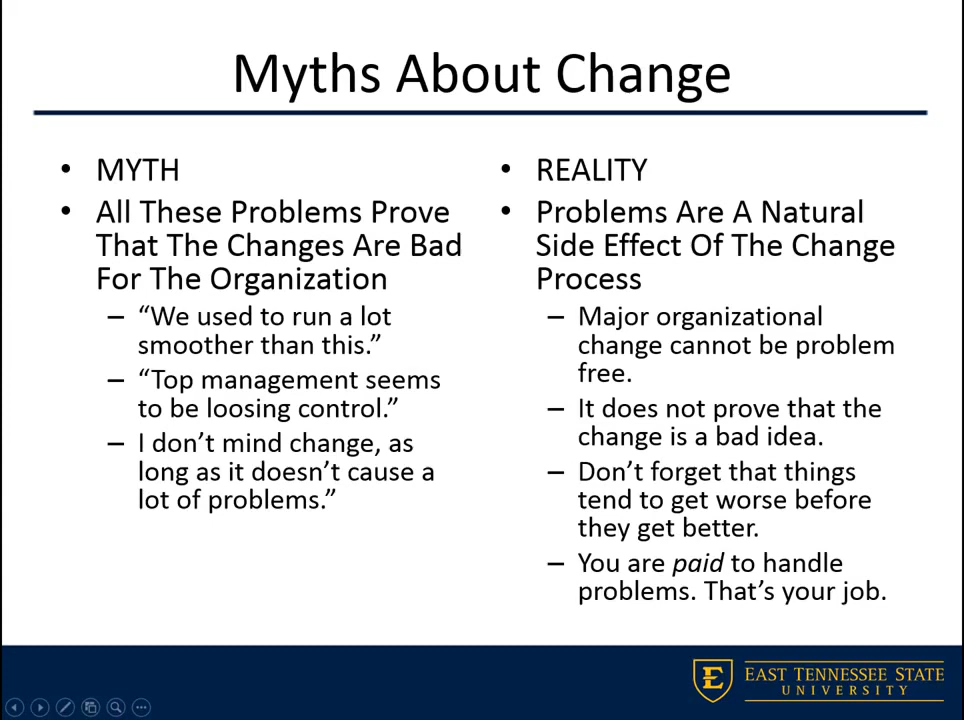 Myths About Change
• MYTH
• All These Problems Prove
That The Changes Are Bad
For The Organization
– “We used to run a lot
smoother than this.”
– “Top management seems
to be loosing control.”
– I don’t mind change, as
long as it doesn’t cause a
lot of problems.”
• REALITY
• Problems Are A Natural
Side Effect Of The Change
Process
– Major organizational
change cannot be problem
free.
– It does not prove that the
change is a bad idea.
– Don’t forget that things
tend to get worse before
they get better.
– You are paid to handle
problems. That’s your job.
E
EAST TENNESSEE STATE
UNIVERSITY